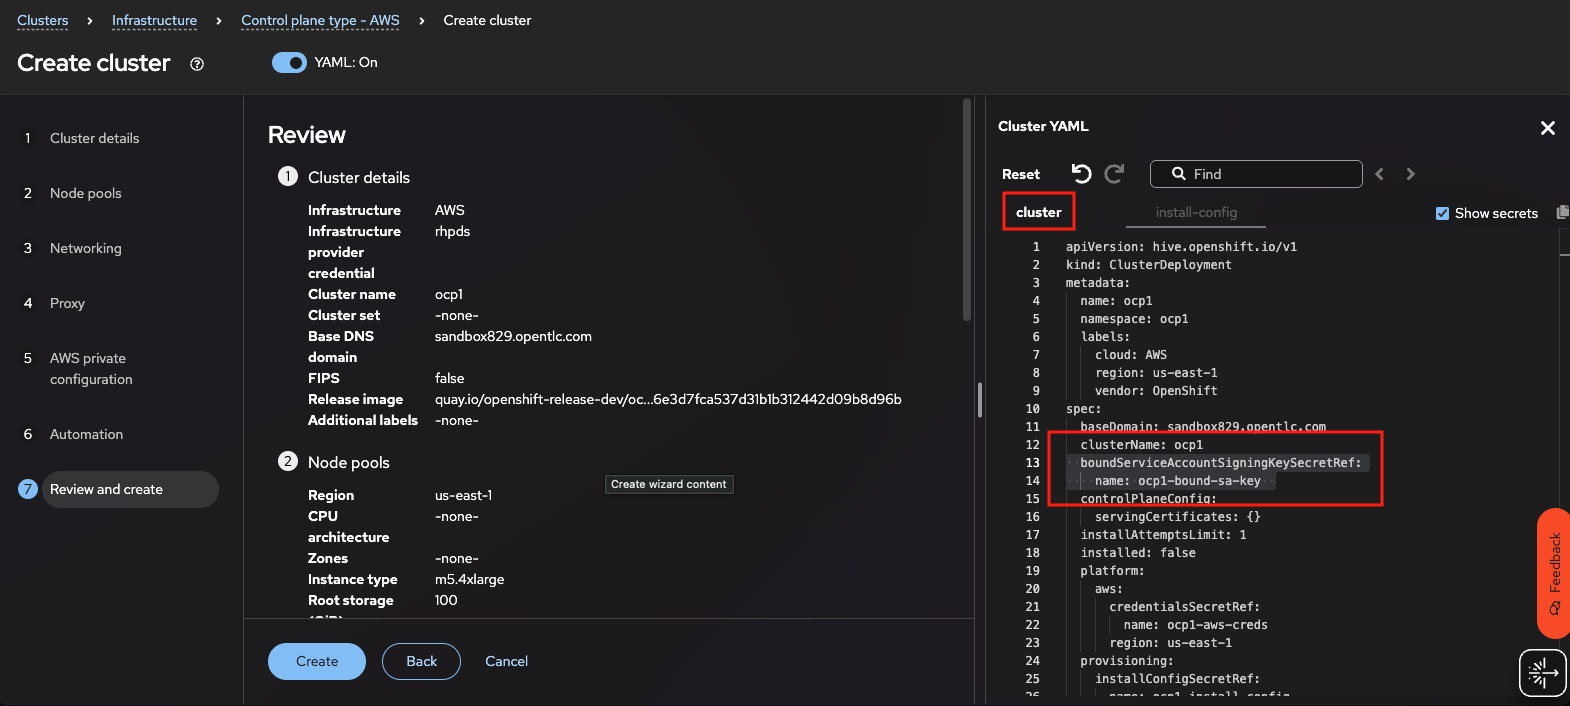 Clusters › Infrastructure › Control plane type - AWS › Create cluster
Create cluster
YAML: On
1 Cluster details
2 Node pools
3 Networking
4 Proxy
5 AWS private
configuration
6 Automation
7 Review and create
Review
1 Cluster details
Infrastructure AWS
Infrastructure rhpds
provider
credential
Cluster name ocp1
Cluster set -none-
Base DNS sandbox829.opentlc.com
domain
FIPS false
Release image quay.io/openshift-release-dev/oc...6e3d7fca537d31b1b312442d09b8d96b
Additional labels -none-
2 Node pools
Region us-east-1
CPU -none-
architecture
Zones -none-
Instance type m5.4xlarge
Root storage 100
Create wizard content
Create Back Cancel
Cluster YAML
Reset
Find
cluster
install-config
Show secrets
1 apiVersion: hive.openshift.io/v1
2 kind: ClusterDeployment
3 metadata:
4 name: ocp1
5 namespace: ocp1
6 labels:
7 cloud: AWS
8 region: us-east-1
9 vendor: OpenShift
10 spec:
11 baseDomain: sandbox829.opentlc.com
12 clusterName: ocp1
13 boundServiceAccountSigningKeySecretRef:
14 name: ocp1-bound-sa-key
15 controlPlaneConfig:
16 servingCertificates: {}
17 installAttemptsLimit: 1
18 installed: false
19 platform:
20 aws:
21 credentialsSecretRef:
22 name: ocp1-aws-creds
23 region: us-east-1
24 provisioning:
25 installConfigSecretRef:
26 name: ocp1-install-config
Feedback